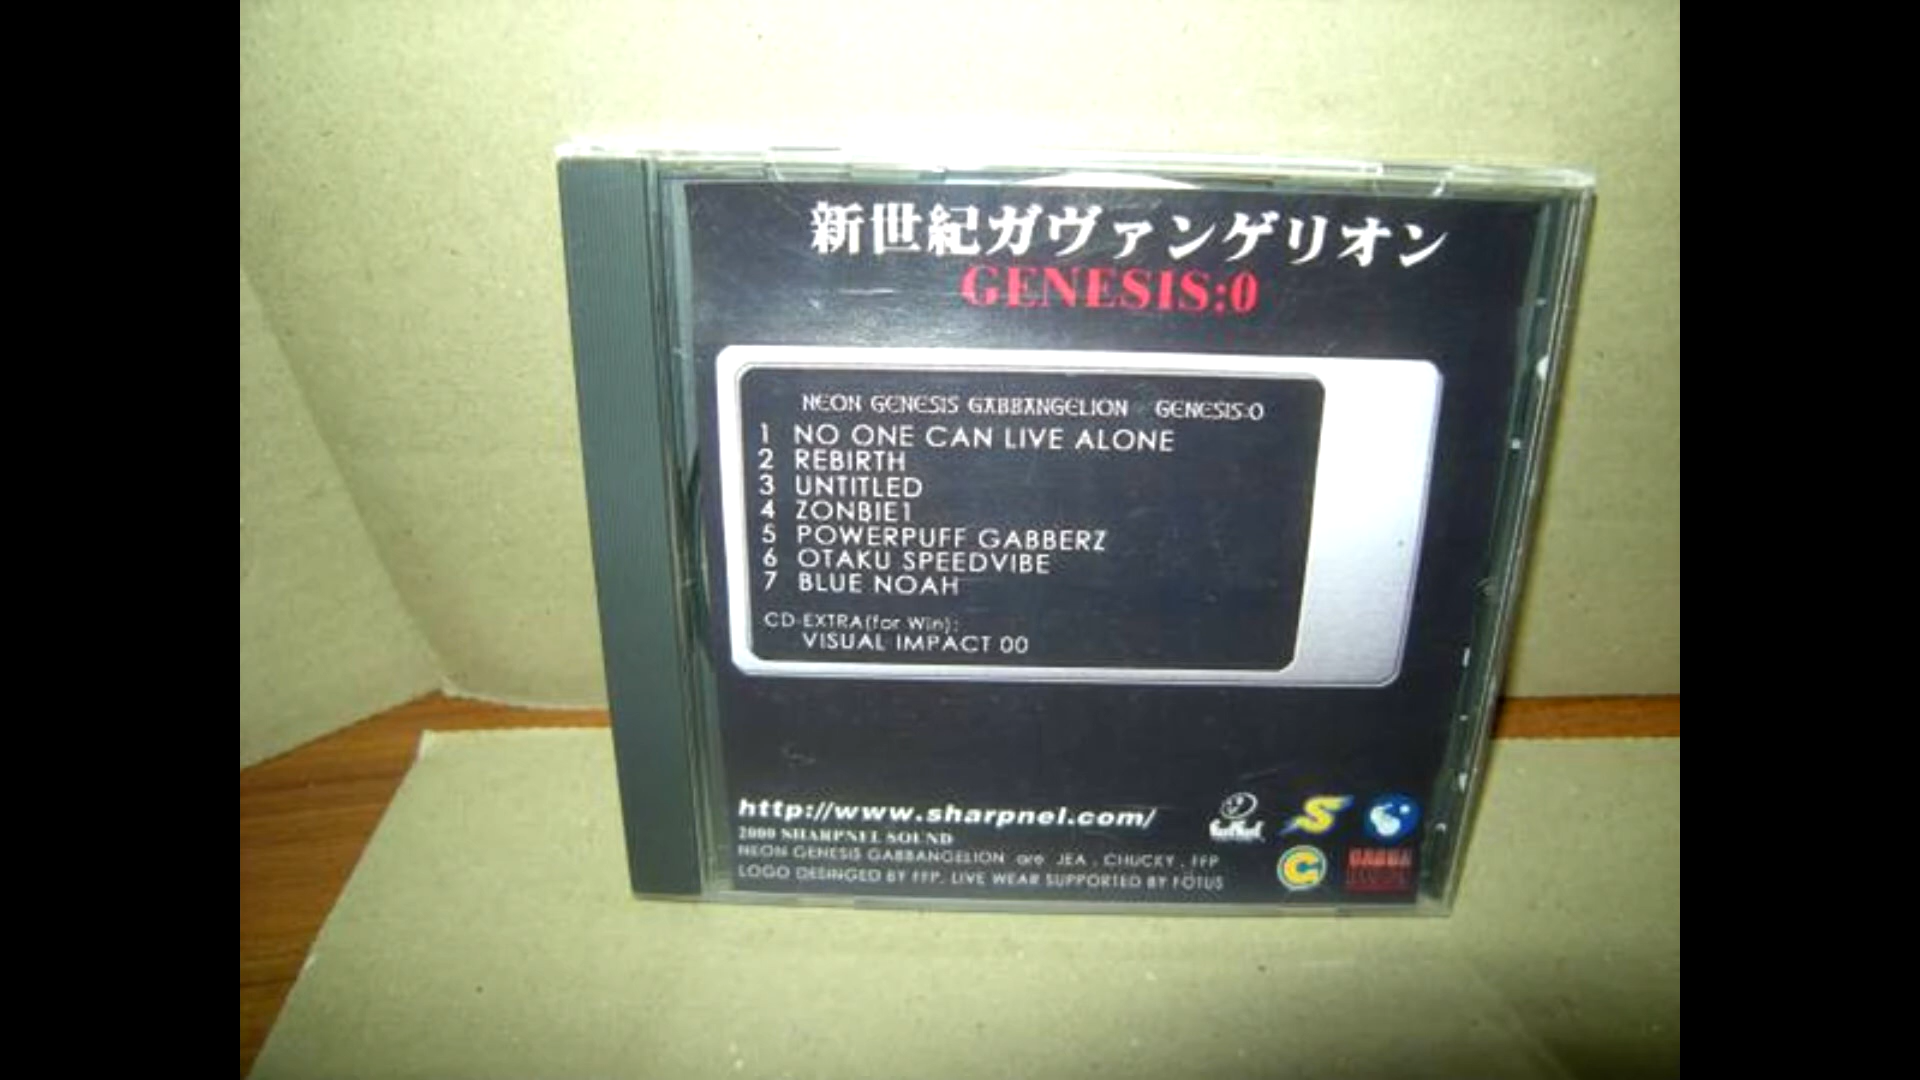 新世紀ガヴァンゲリオン
GENESIS:0
NEON GENESIS GABBANGELION GENESIS:0
1 NO ONE CAN LIVE ALONE
2 REBIRTH
3 UNTITLED
4 ZONBIE1
5 POWERPUFF GABBERZ
6 OTAKU SPEEDVIBE
7 BLUE NOAH
CD-EXTRA(for Win):
VISUAL IMPACT 00
http://www.sharpnel.com/
2000 SHARPNEL SOUND
NEON GENESIS GABBANGELION are JEA . CHUCKY . FFP
LOGO DESINGED BY FFP. LIVE WEAR SUPPORTED BY FOTUS
S
C